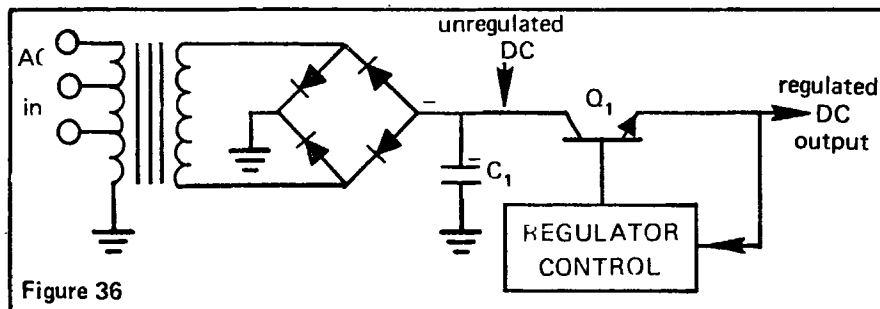 unregulated
DC
AC
in
Q1
regulated
DC
output
–
–
C1
REGULATOR
CONTROL
Figure 36